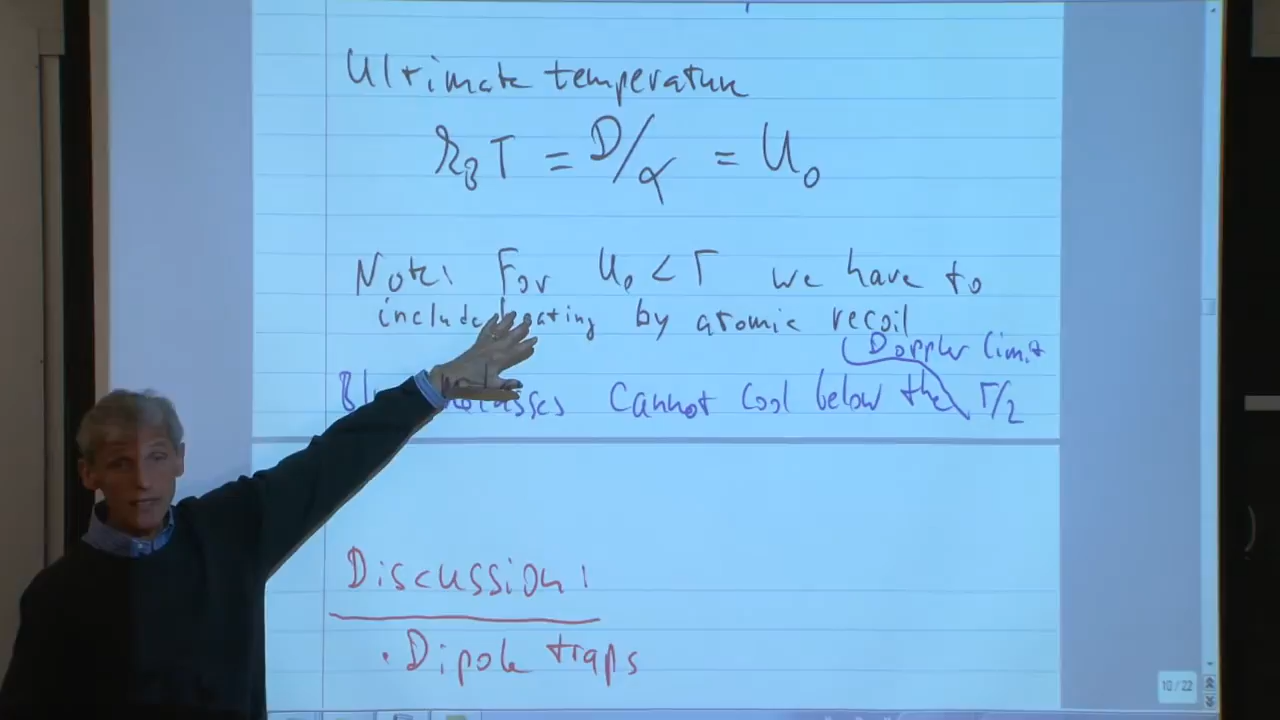 Ultimate temperature
k_B T = D/α = U_0
Note: For U_0 < Γ we have to
include heating by atomic recoil
(Doppler limit
molasses cannot cool below the Γ/2
Discussion:
• Dipole traps
10 / 22